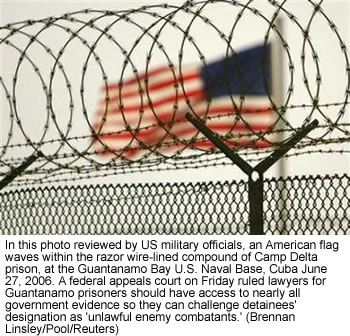 In this photo reviewed by US military officials, an American flag
waves within the razor wire-lined compound of Camp Delta
prison, at the Guantanamo Bay U.S. Naval Base, Cuba June
27, 2006. A federal appeals court on Friday ruled lawyers for
Guantanamo prisoners should have access to nearly all
government evidence so they can challenge detainees'
designation as 'unlawful enemy combatants.' (Brennan
Linsley/Pool/Reuters)